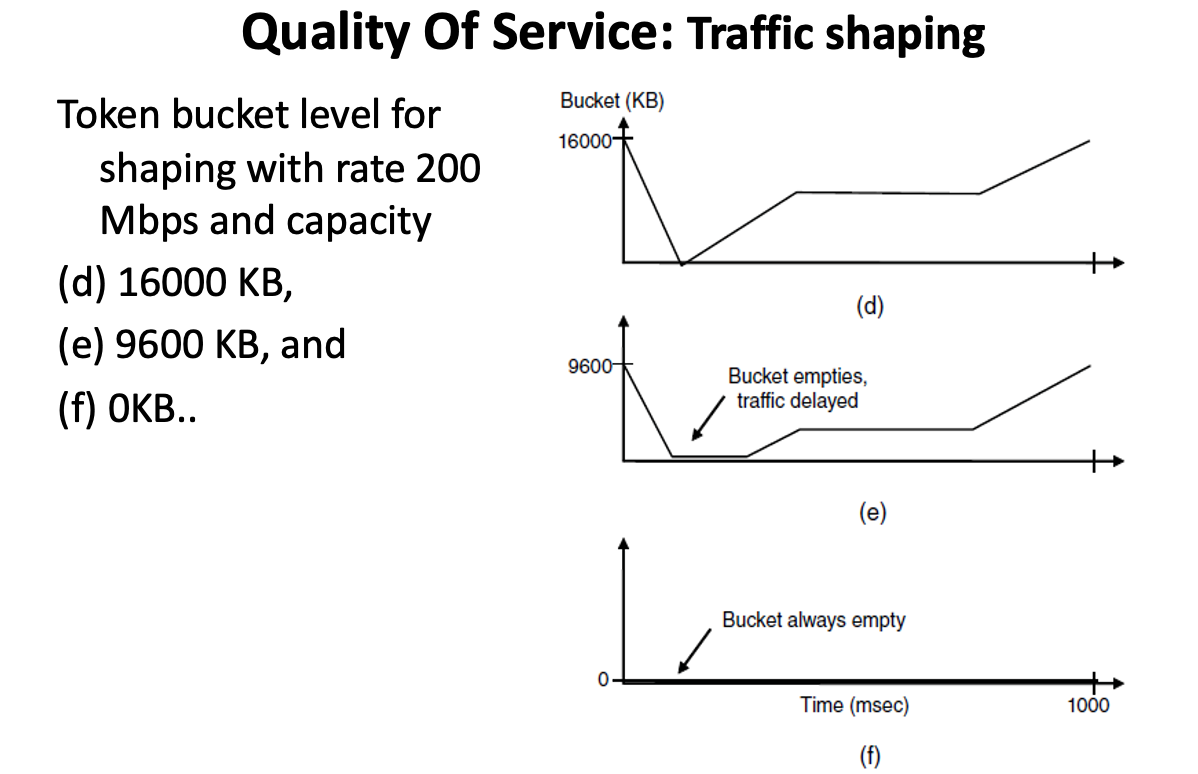 Quality Of Service: Traffic shaping
Token bucket level for
shaping with rate 200
Mbps and capacity
(d) 16000 KB,
(e) 9600 KB, and
(f) 0KB..
Bucket (KB)
16000
(d)
9600
Bucket empties,
traffic delayed
(e)
Bucket always empty
0
Time (msec)
1000
(f)